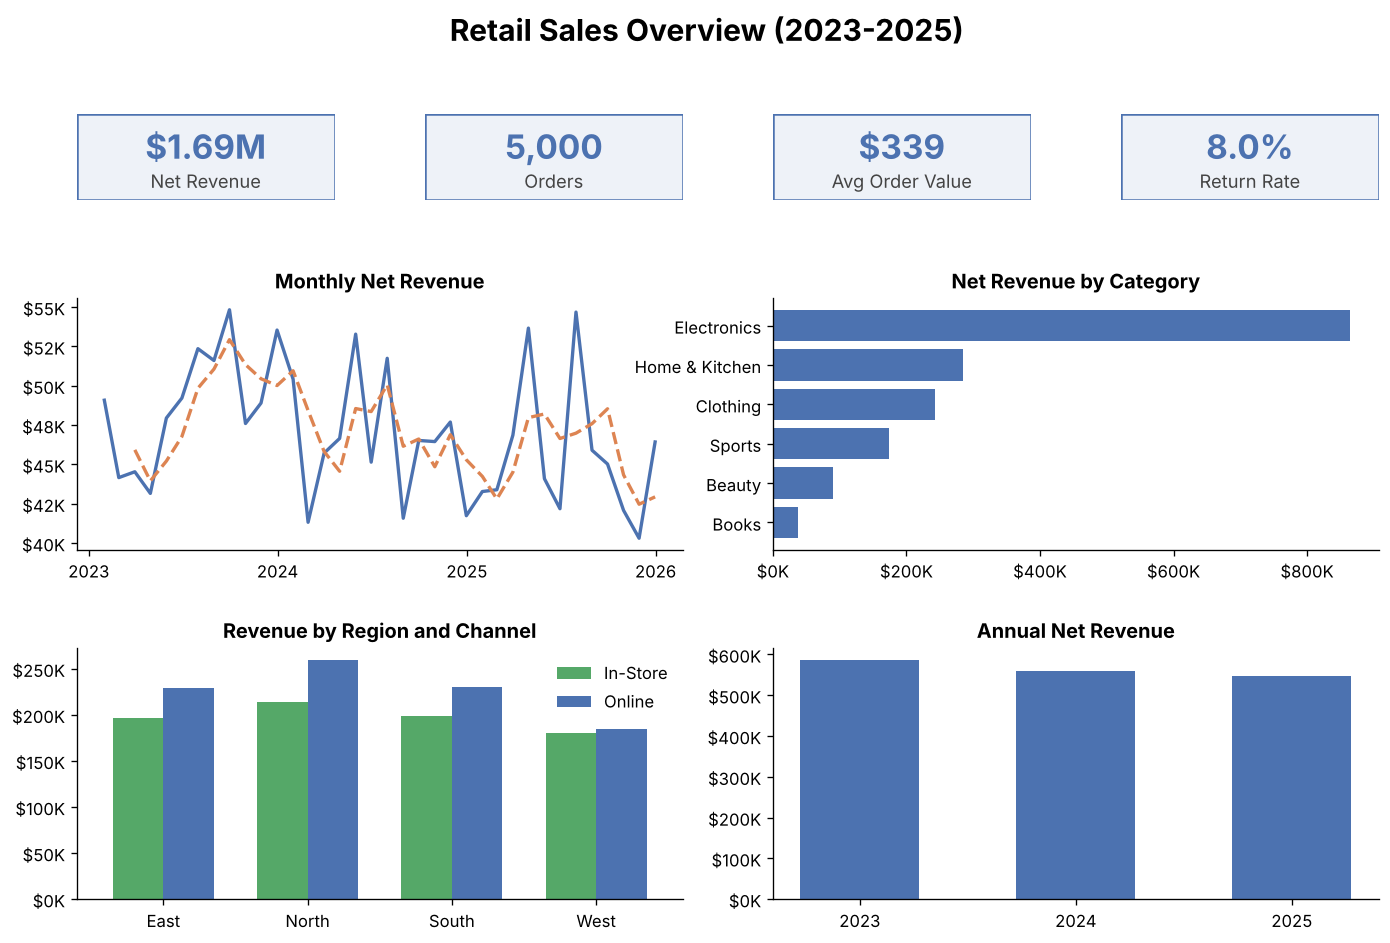 Retail Sales Overview (2023-2025)
$1.69M
Net Revenue
5,000
Orders
$339
Avg Order Value
8.0%
Return Rate
Monthly Net Revenue
$55K
$52K
$50K
$48K
$45K
$42K
$40K
2023
2024
2025
2026
Net Revenue by Category
Electronics
Home & Kitchen
Clothing
Sports
Beauty
Books
$0K
$200K
$400K
$600K
$800K
Revenue by Region and Channel
In-Store
Online
$250K
$200K
$150K
$100K
$50K
$0K
East
North
South
West
Annual Net Revenue
$600K
$500K
$400K
$300K
$200K
$100K
$0K
2023
2024
2025